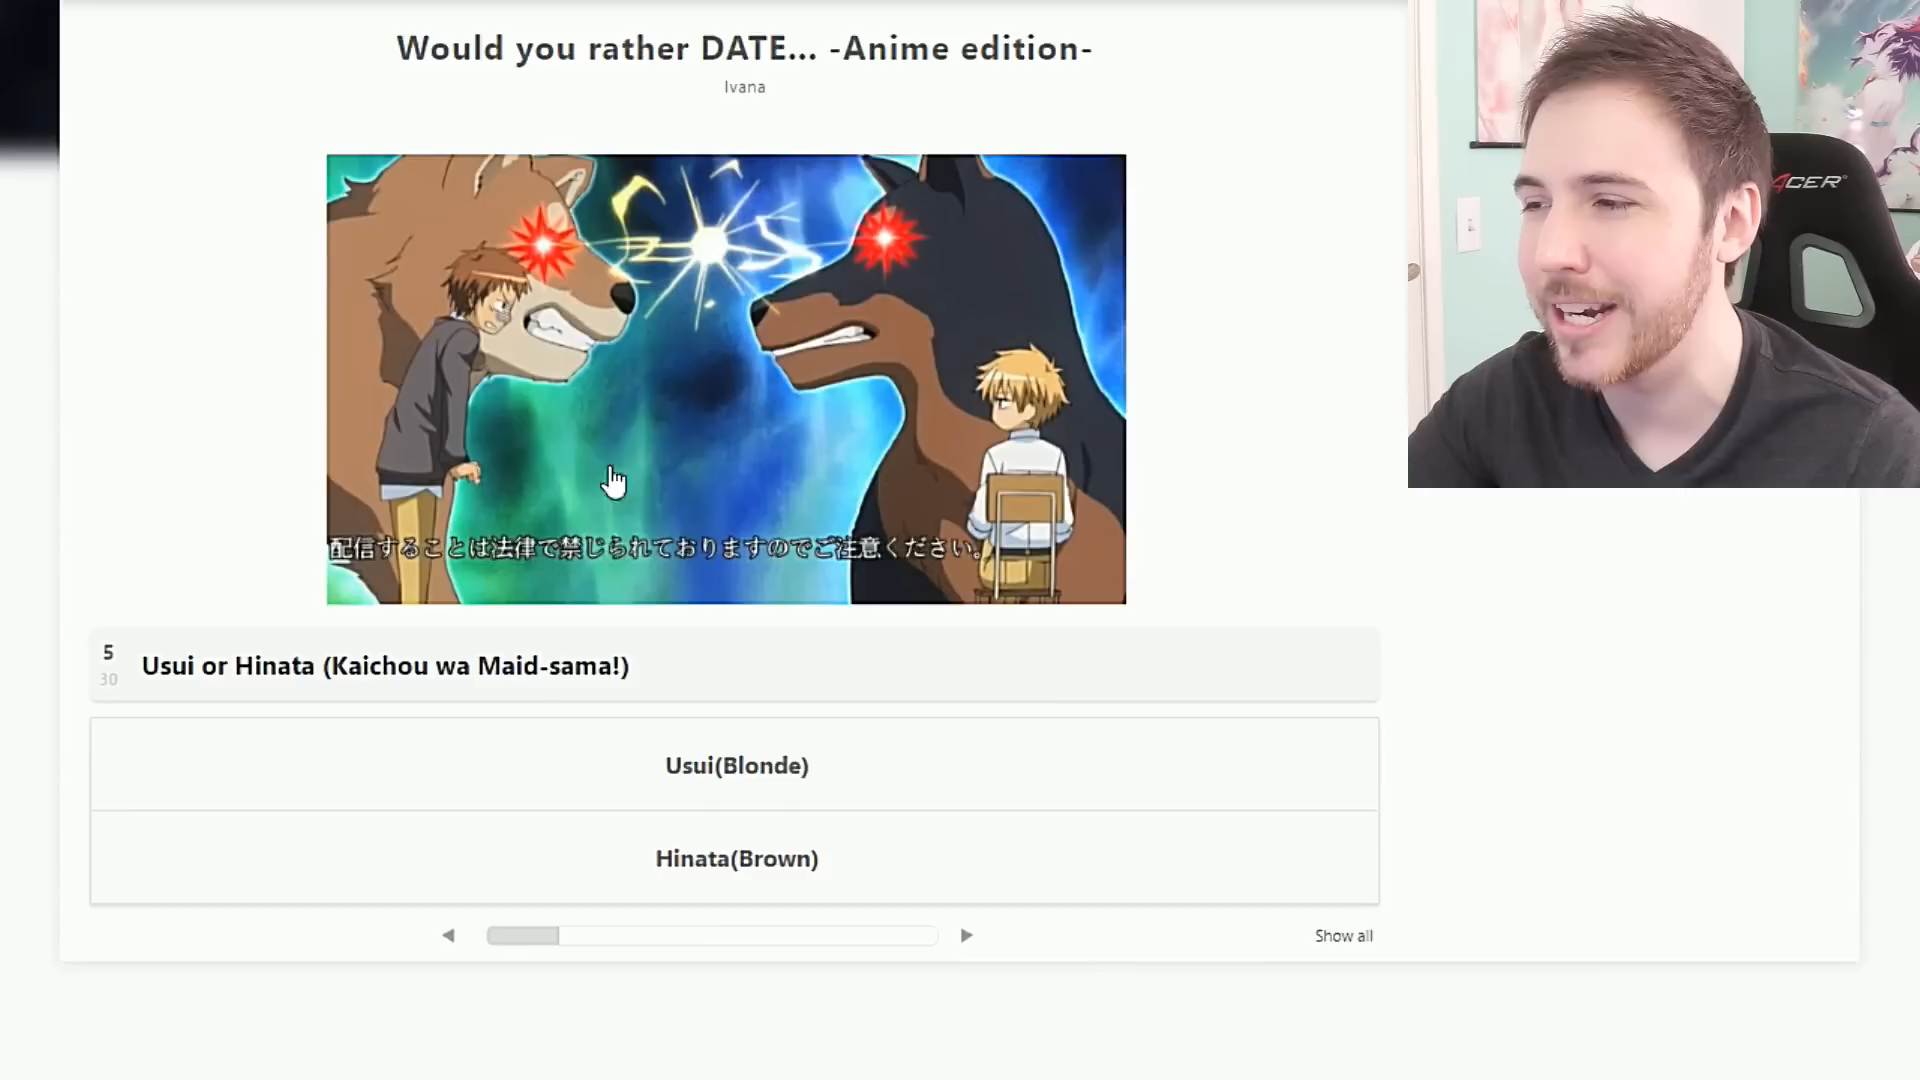 Would you rather DATE... -Anime edition-
Ivana
配信することは法律で禁じられておりますのでご注意ください。
5
30
Usui or Hinata (Kaichou wa Maid-sama!)
Usui(Blonde)
Hinata(Brown)
Show all
ACER